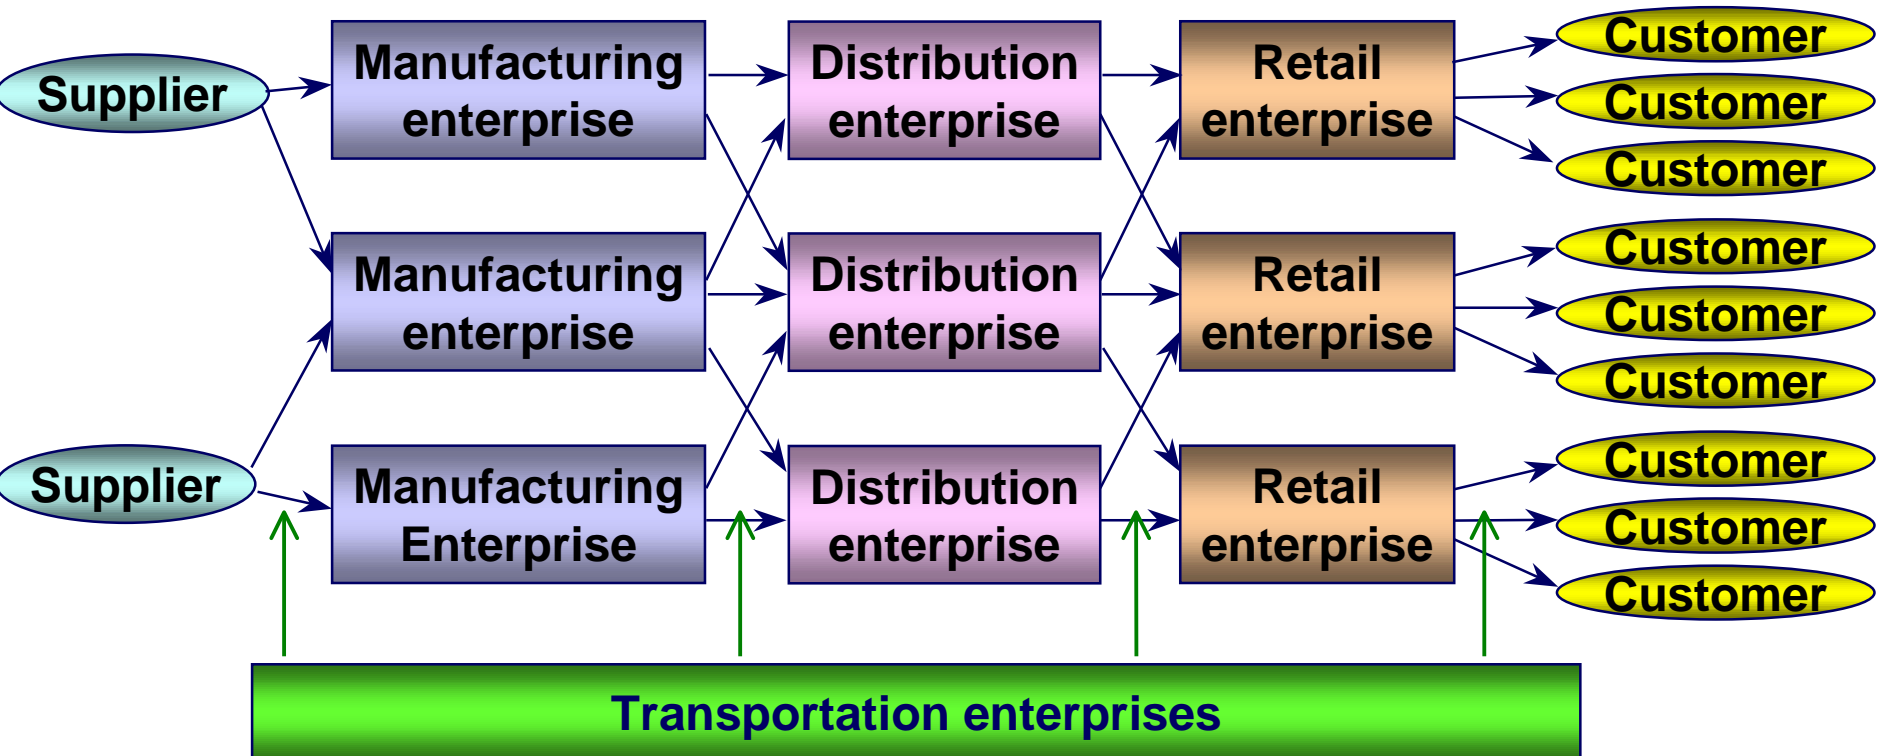 Supplier
Manufacturing
enterprise
Distribution
enterprise
Retail
enterprise
Customer
Customer
Customer
Manufacturing
enterprise
Distribution
enterprise
Retail
enterprise
Customer
Customer
Customer
Supplier
Manufacturing
Enterprise
Distribution
enterprise
Retail
enterprise
Customer
Customer
Customer
Transportation enterprises